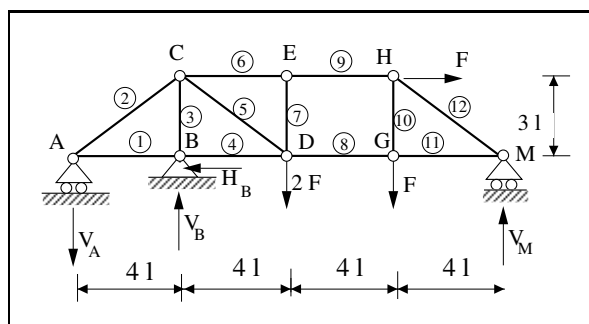 C ⑥ E ⑨ H F
② ③ ⑤ ⑦ ⑩ ⑫ 3 l
A ① B ④ D ⑧ G ⑪ M
H_B 2 F F
V_A V_B V_M
4 l 4 l 4 l 4 l